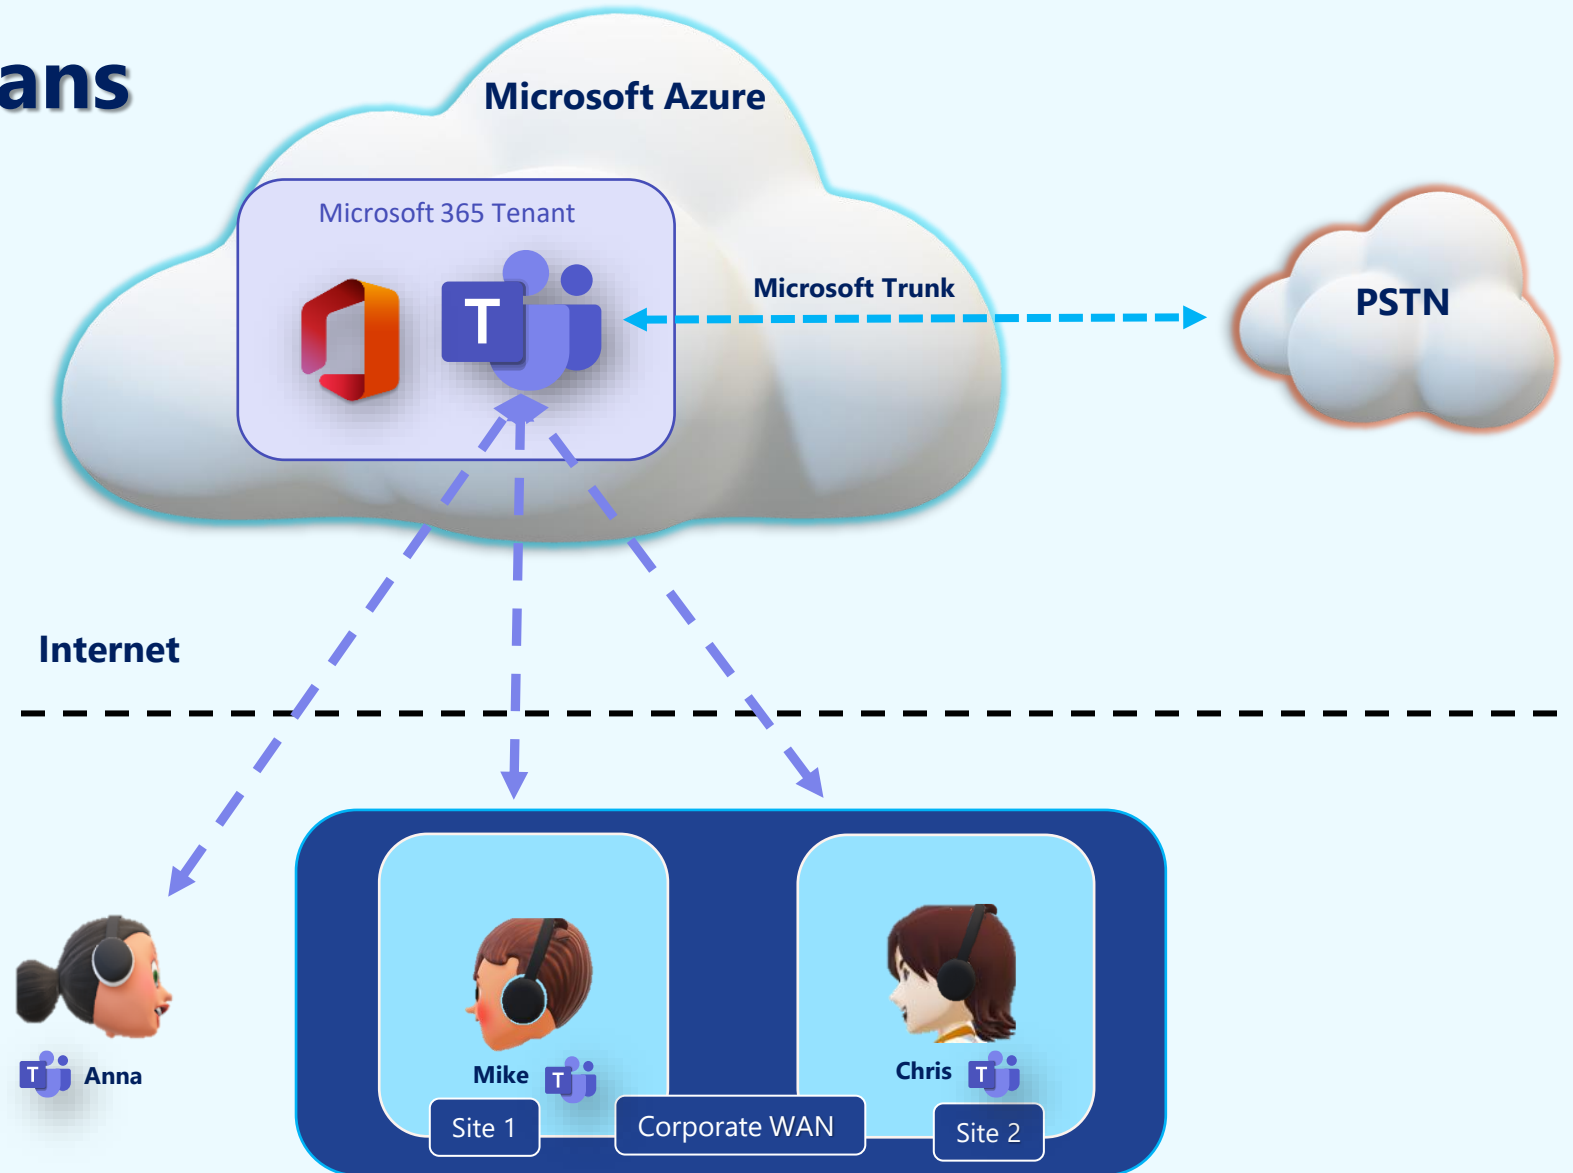 ans
Microsoft Azure
Microsoft 365 Tenant
T
Microsoft Trunk
PSTN
Internet
T Anna
Mike T
Chris T
Site 1
Corporate WAN
Site 2